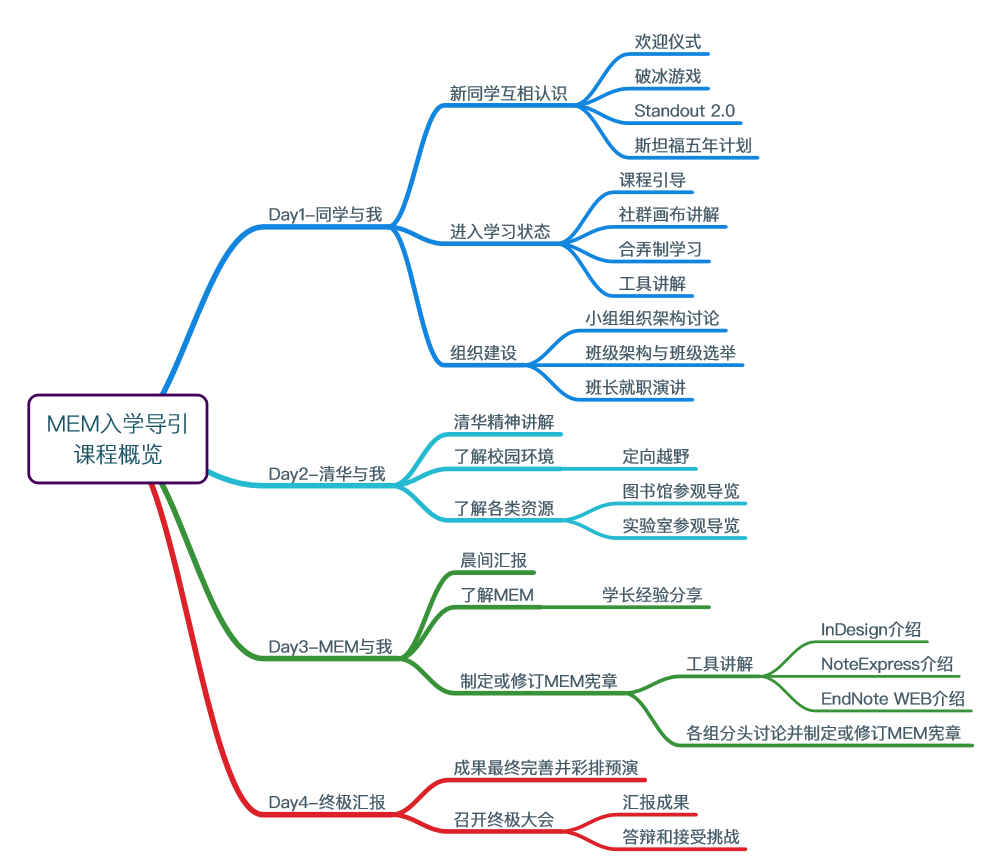 MEM入学导引
课程概览
Day1-同学与我
新同学互相认识
欢迎仪式
破冰游戏
Standout 2.0
斯坦福五年计划
进入学习状态
课程引导
社群画布讲解
合弄制学习
工具讲解
组织建设
小组组织架构讨论
班级架构与班级选举
班长就职演讲
Day2-清华与我
清华精神讲解
了解校园环境
定向越野
了解各类资源
图书馆参观导览
实验室参观导览
Day3-MEM与我
晨间汇报
了解MEM
学长经验分享
制定或修订MEM宪章
工具讲解
InDesign介绍
NoteExpress介绍
EndNote WEB介绍
各组分头讨论并制定或修订MEM宪章
Day4-终极汇报
成果最终完善并彩排预演
召开终极大会
汇报成果
答辩和接受挑战